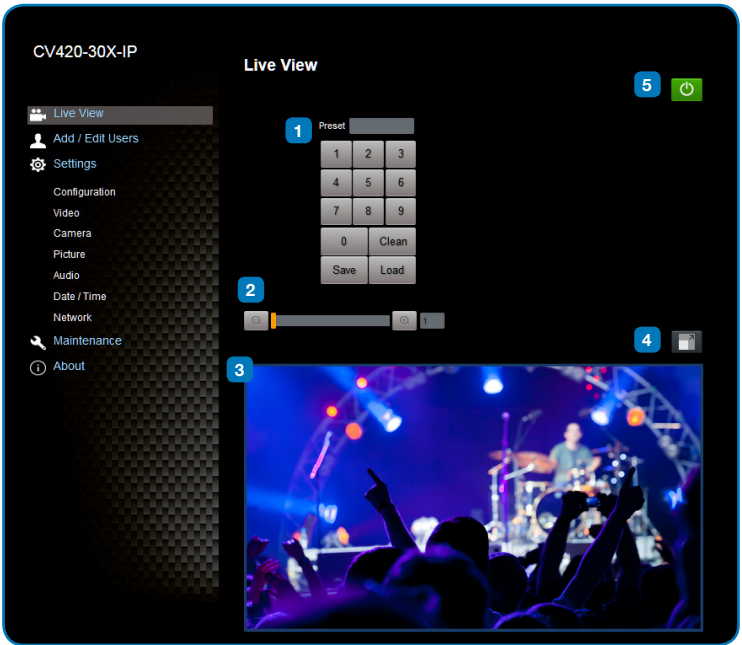 CV420-30X-IP
Live View
Add / Edit Users
Settings
Configuration
Video
Camera
Picture
Audio
Date / Time
Network
Maintenance
About
Live View
5
1
Preset
1 2 3
4 5 6
7 8 9
0 Clean
Save Load
2
1
4
3